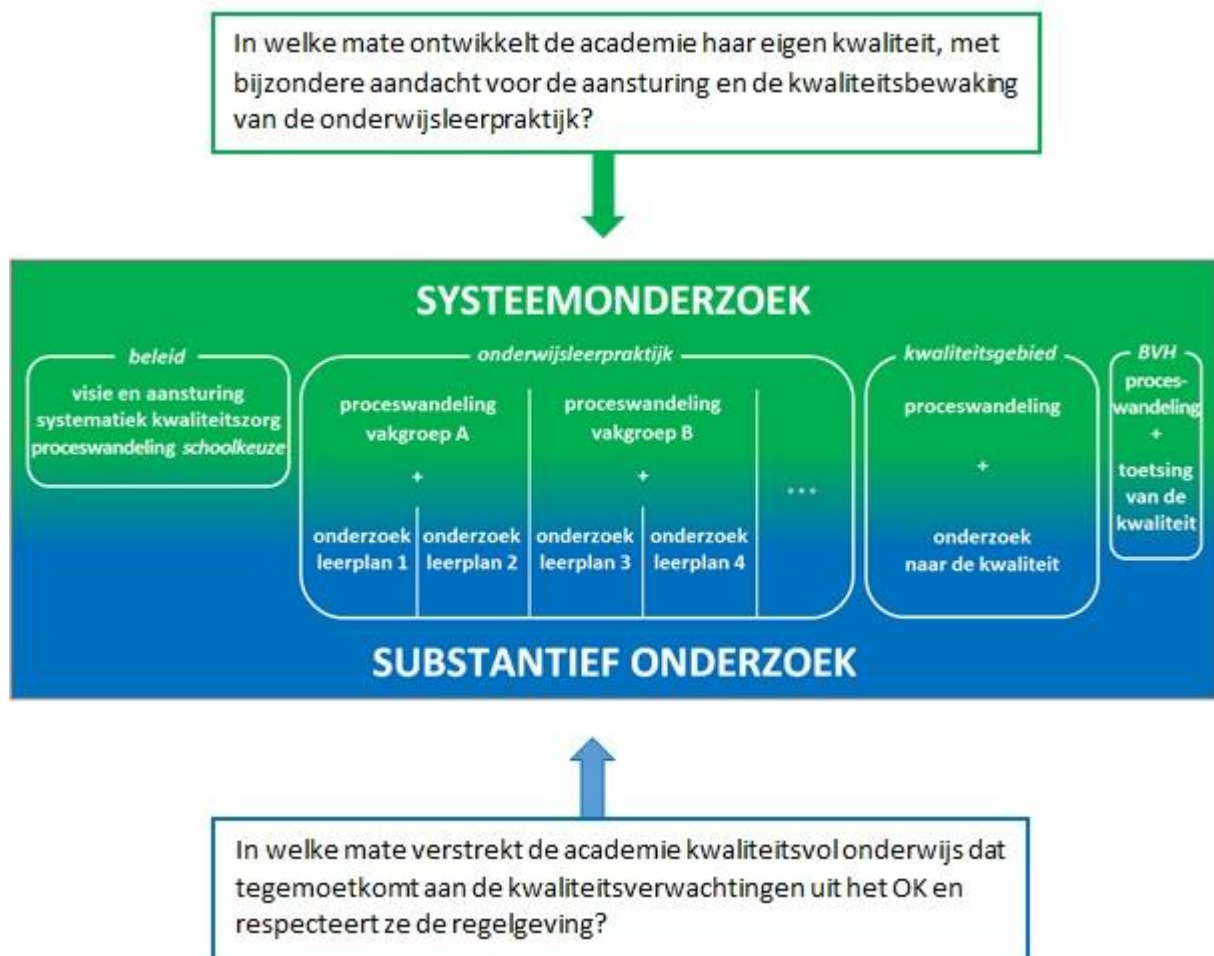 In welke mate ontwikkelt de academie haar eigen kwaliteit, met
bijzondere aandacht voor de aansturing en de kwaliteitsbewaking
van de onderwijsleerpraktijk?
SYSTEEMONDERZOEK
beleid
visie en aansturing
systematiek kwaliteitszorg
proceswandeling schoolkeuze
onderwijsleerpraktijk
proceswandeling
vakgroep A
+
onderzoek
leerplan 1
onderzoek
leerplan 2
proceswandeling
vakgroep B
+
onderzoek
leerplan 3
onderzoek
leerplan 4
...
kwaliteitsgebied
proceswandeling
+
onderzoek
naar de kwaliteit
BVH
proces-
wandeling
+
toetsing
van de
kwaliteit
SUBSTANTIEF ONDERZOEK
In welke mate verstrekt de academie kwaliteitsvol onderwijs dat
tegemoetkomt aan de kwaliteitsverwachtingen uit het OK en
respecteert ze de regelgeving?